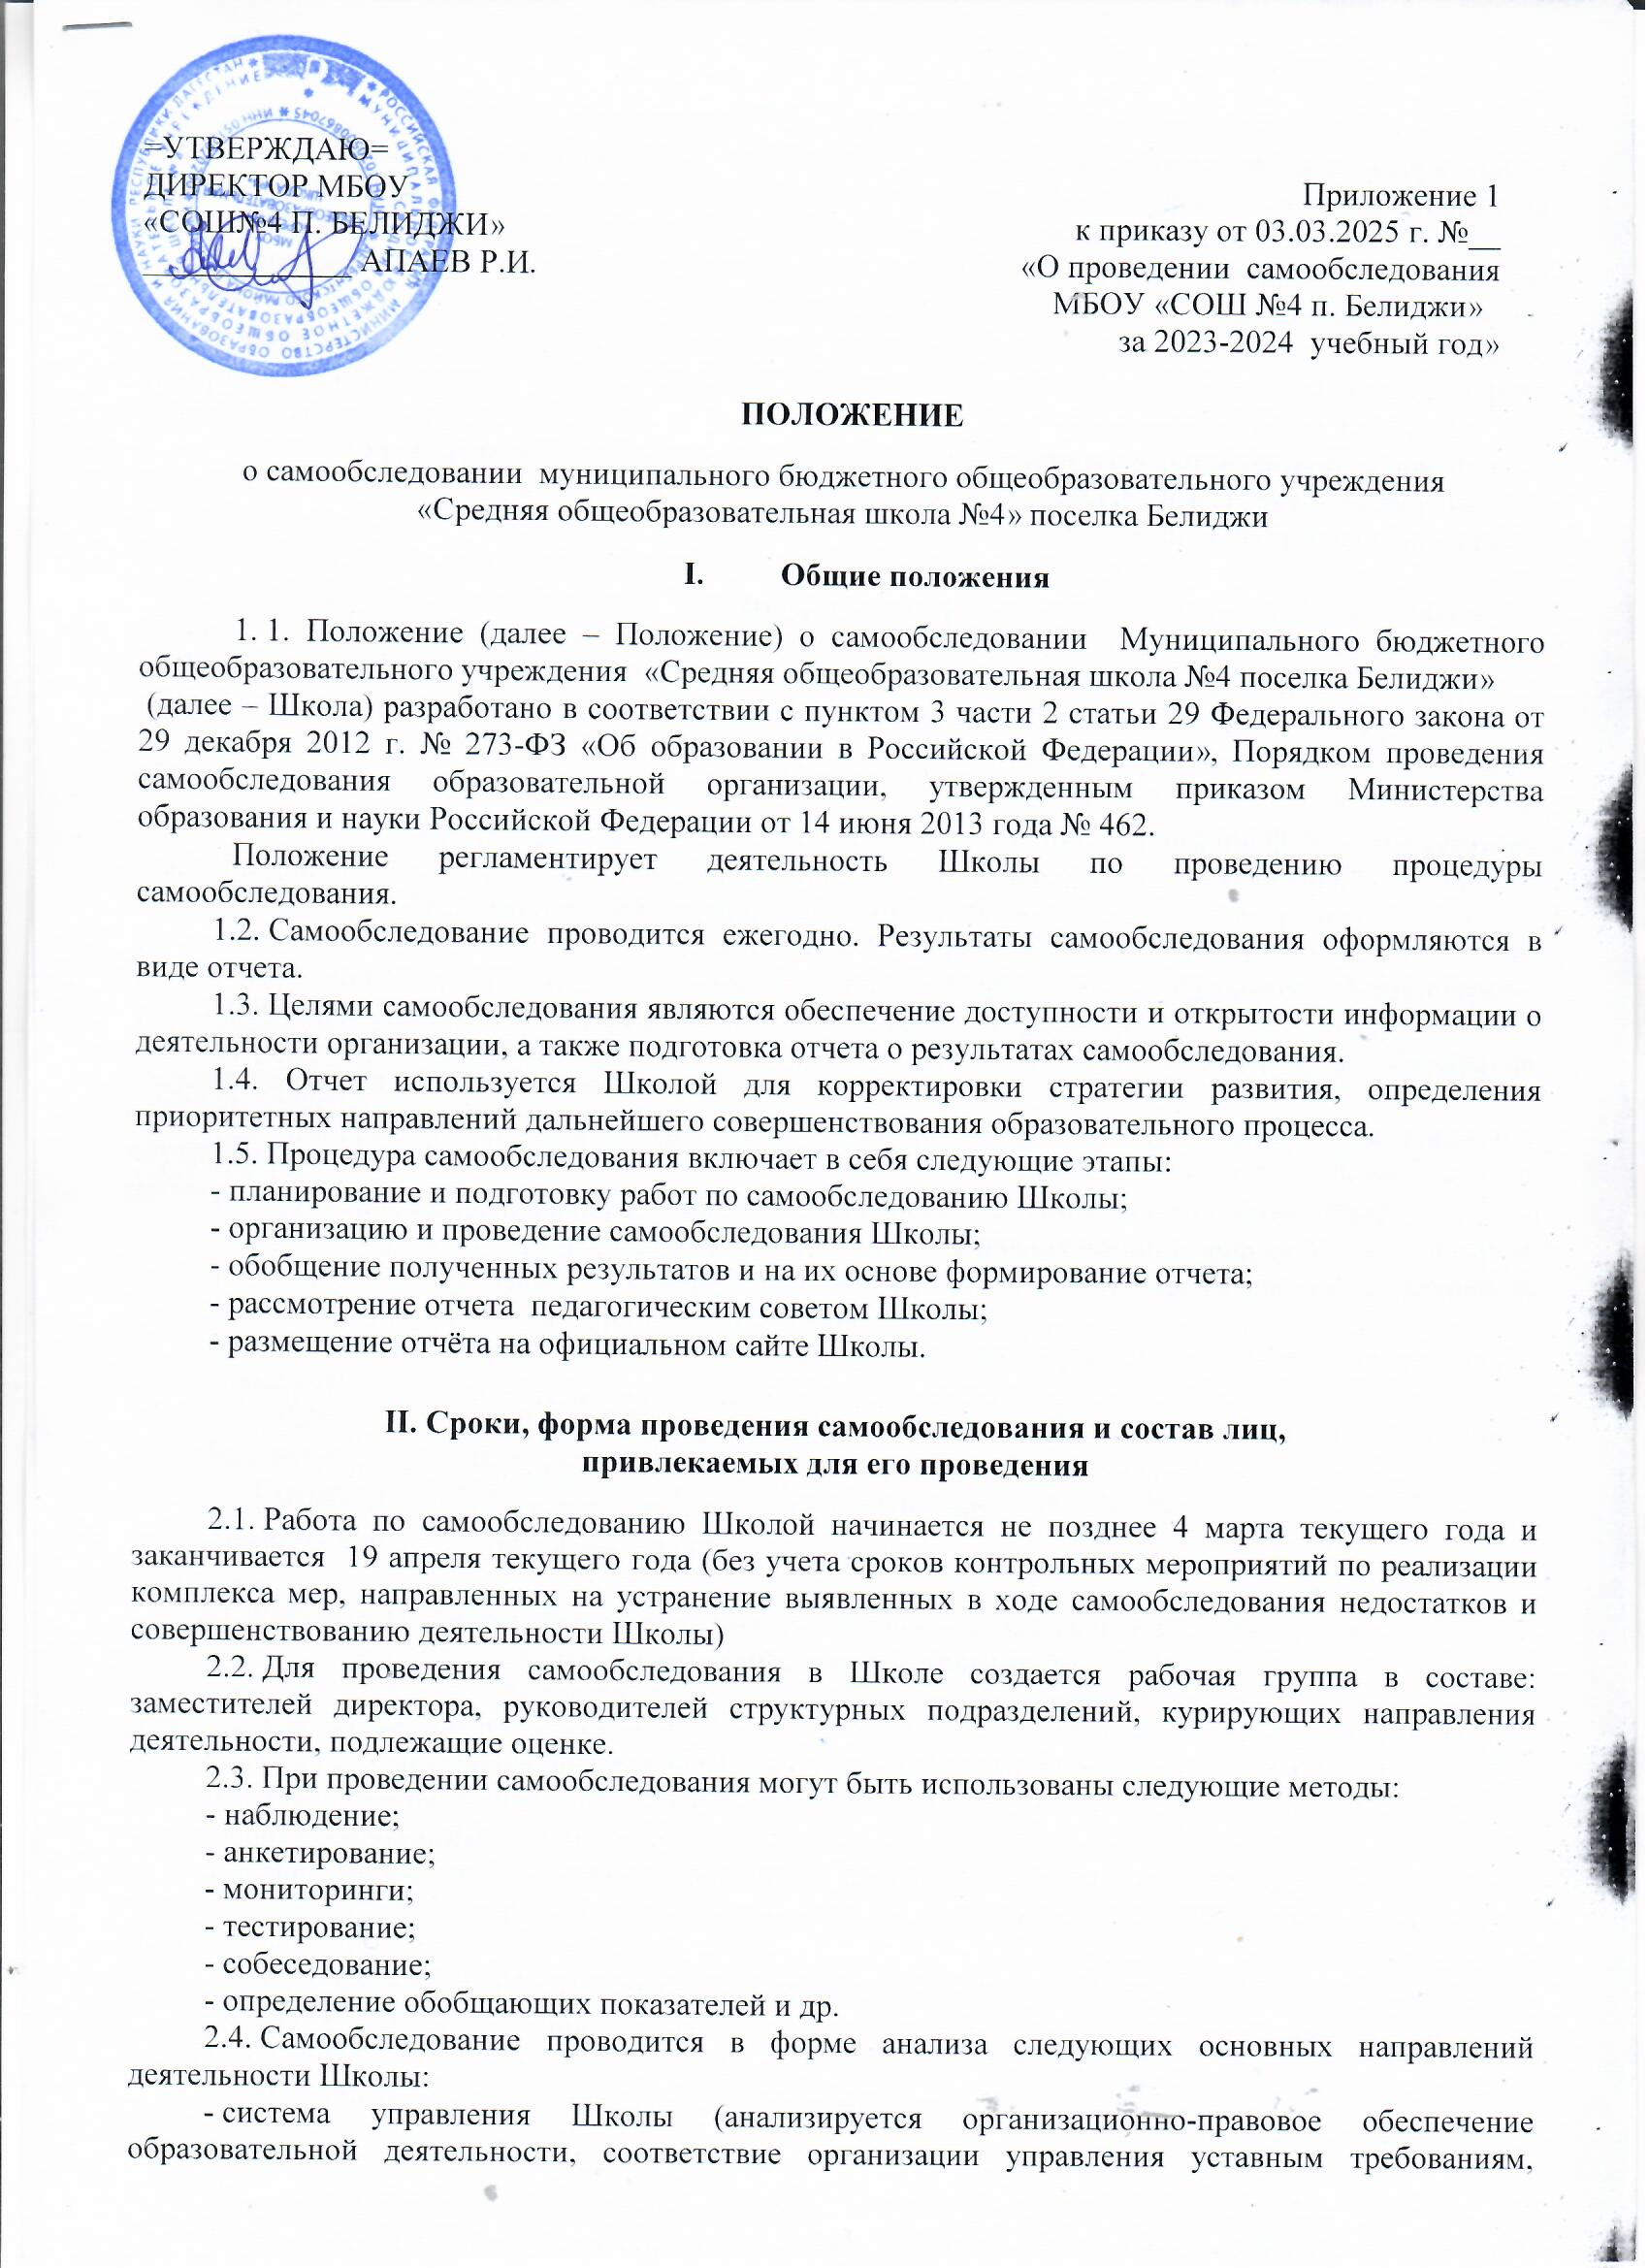 =УТВЕРЖДАЮ=
ДИРЕКТОР МБОУ
«СОШ№4 П. БЕЛИДЖИ»
_____________ АПАЕВ Р.И.
Приложение 1
к приказу от 03.03.2025 г. №__
«О проведении самообследования
МБОУ «СОШ №4 п. Белиджи»
за 2023-2024 учебный год»
ПОЛОЖЕНИЕ
о самообследовании муниципального бюджетного общеобразовательного учреждения
«Средняя общеобразовательная школа №4» поселка Белиджи
I. Общие положения
1. 1. Положение (далее – Положение) о самообследовании Муниципального бюджетного
общеобразовательного учреждения «Средняя общеобразовательная школа №4 поселка Белиджи»
(далее – Школа) разработано в соответствии с пунктом 3 части 2 статьи 29 Федерального закона от
29 декабря 2012 г. № 273-ФЗ «Об образовании в Российской Федерации», Порядком проведения
самообследования образовательной организации, утвержденным приказом Министерства
образования и науки Российской Федерации от 14 июня 2013 года № 462.
Положение регламентирует деятельность Школы по проведению процедуры
самообследования.
1.2. Самообследование проводится ежегодно. Результаты самообследования оформляются в
виде отчета.
1.3. Целями самообследования являются обеспечение доступности и открытости информации о
деятельности организации, а также подготовка отчета о результатах самообследования.
1.4. Отчет используется Школой для корректировки стратегии развития, определения
приоритетных направлений дальнейшего совершенствования образовательного процесса.
1.5. Процедура самообследования включает в себя следующие этапы:
- планирование и подготовку работ по самообследованию Школы;
- организацию и проведение самообследования Школы;
- обобщение полученных результатов и на их основе формирование отчета;
- рассмотрение отчета педагогическим советом Школы;
- размещение отчёта на официальном сайте Школы.
II. Сроки, форма проведения самообследования и состав лиц,
привлекаемых для его проведения
2.1. Работа по самообследованию Школой начинается не позднее 4 марта текущего года и
заканчивается 19 апреля текущего года (без учета сроков контрольных мероприятий по реализации
комплекса мер, направленных на устранение выявленных в ходе самообследования недостатков и
совершенствованию деятельности Школы)
2.2. Для проведения самообследования в Школе создается рабочая группа в составе:
заместителей директора, руководителей структурных подразделений, курирующих направления
деятельности, подлежащие оценке.
2.3. При проведении самообследования могут быть использованы следующие методы:
- наблюдение;
- анкетирование;
- мониторинги;
- тестирование;
- собеседование;
- определение обобщающих показателей и др.
2.4. Самообследование проводится в форме анализа следующих основных направлений
деятельности Школы:
- система управления Школы (анализируется организационно-правовое обеспечение
образовательной деятельности, соответствие организации управления уставным требованиям,